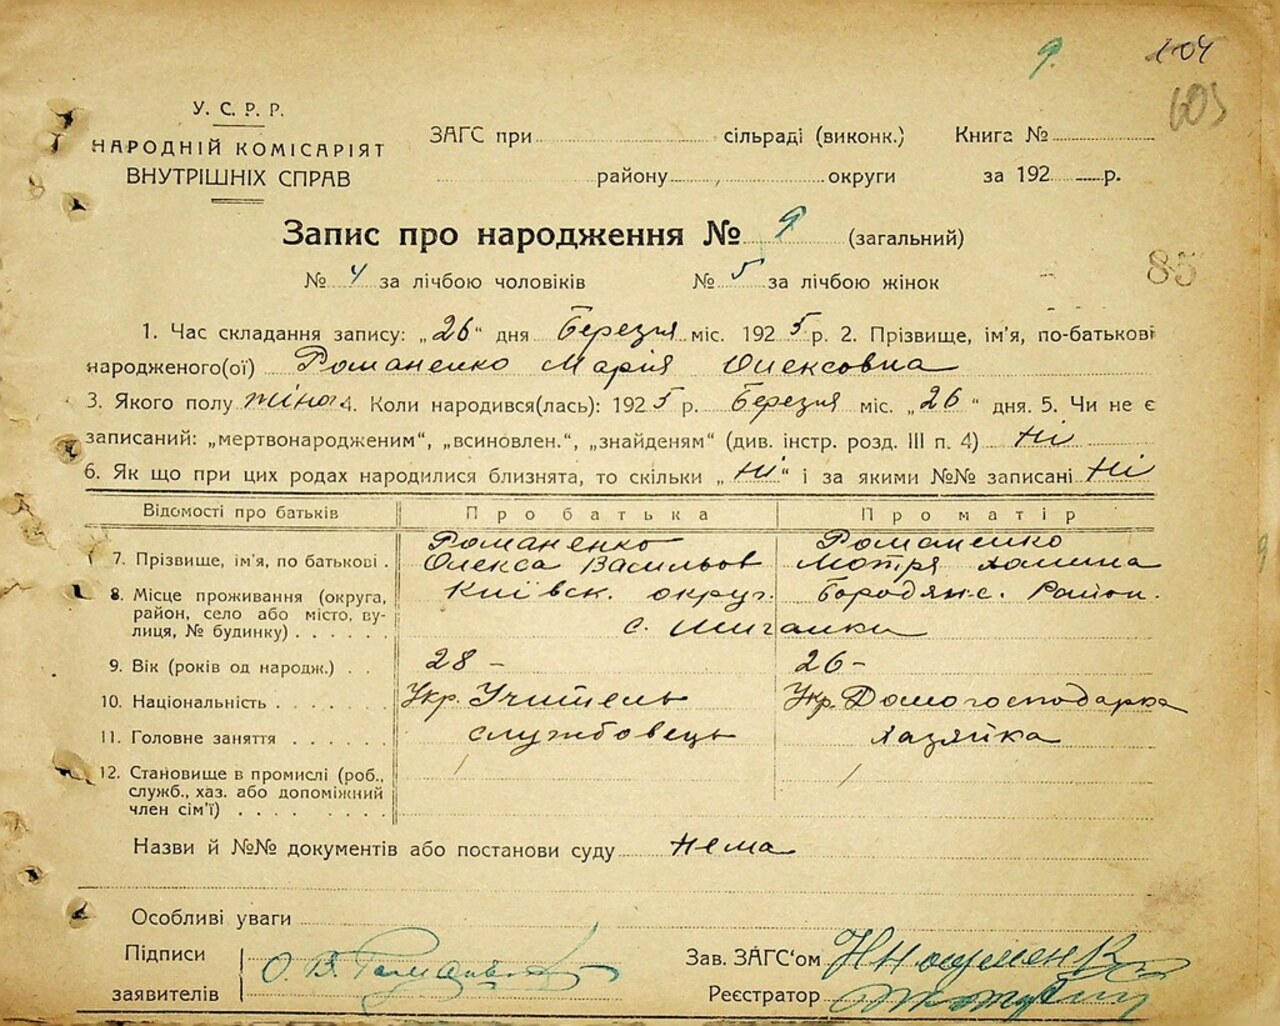 9. 104
605
У. С. Р. Р.
НАРОДНІЙ КОМІСАРІЯТ
ВНУТРІШНІХ СПРАВ
ЗАГС при сільраді (виконк.) Книга №
району округи за 192 р.
Запис про народження № 9 (загальний)
№ 4 за лічбою чоловіків № 5 за лічбою жінок
85
1. Час складання запису: „26“ дня Березня міс. 1925 р. 2. Прізвище, ім'я, по-батькові
народженого(ої) Романенко Марія Олексовна
3. Якого полу жіноч 4. Коли народився(лась): 1925 р. Березня міс. „26“ дня. 5. Чи не є
записаний: „мертвонародженим“, „всиновлен.“, „знайденям“ (див. інстр. розд. III п. 4) Ні
6. Як що при цих родах народилися близнята, то скільки „Ні“ і за якими №№ записані Ні
Відомості про батьків Про батька Про матір
7. Прізвище, ім'я, по батькові . Романенко Олекса Васильов Романенко Мотря
8. Місце проживання (округа, район, село або місто, вулиця, № будинку) . . . . . . Київск. округ. Бородянс. Район.
с. Шигалки
9. Вік (років од народж.) . . 28 – 26 –
10. Національність . . . . . . . Укр. Учитель Укр. Домогосподарка
11. Головне заняття . . . . . . службовець хазяйка
12. Становище в промислі (роб., служб., хаз. або допоміжний член сім'ї) . . . . . . . .
Назви й №№ документів або постанови суду нема
Особливі уваги
Підписи заявителів О. В. Романенко
Зав. ЗАГС'ом
Реєстратор